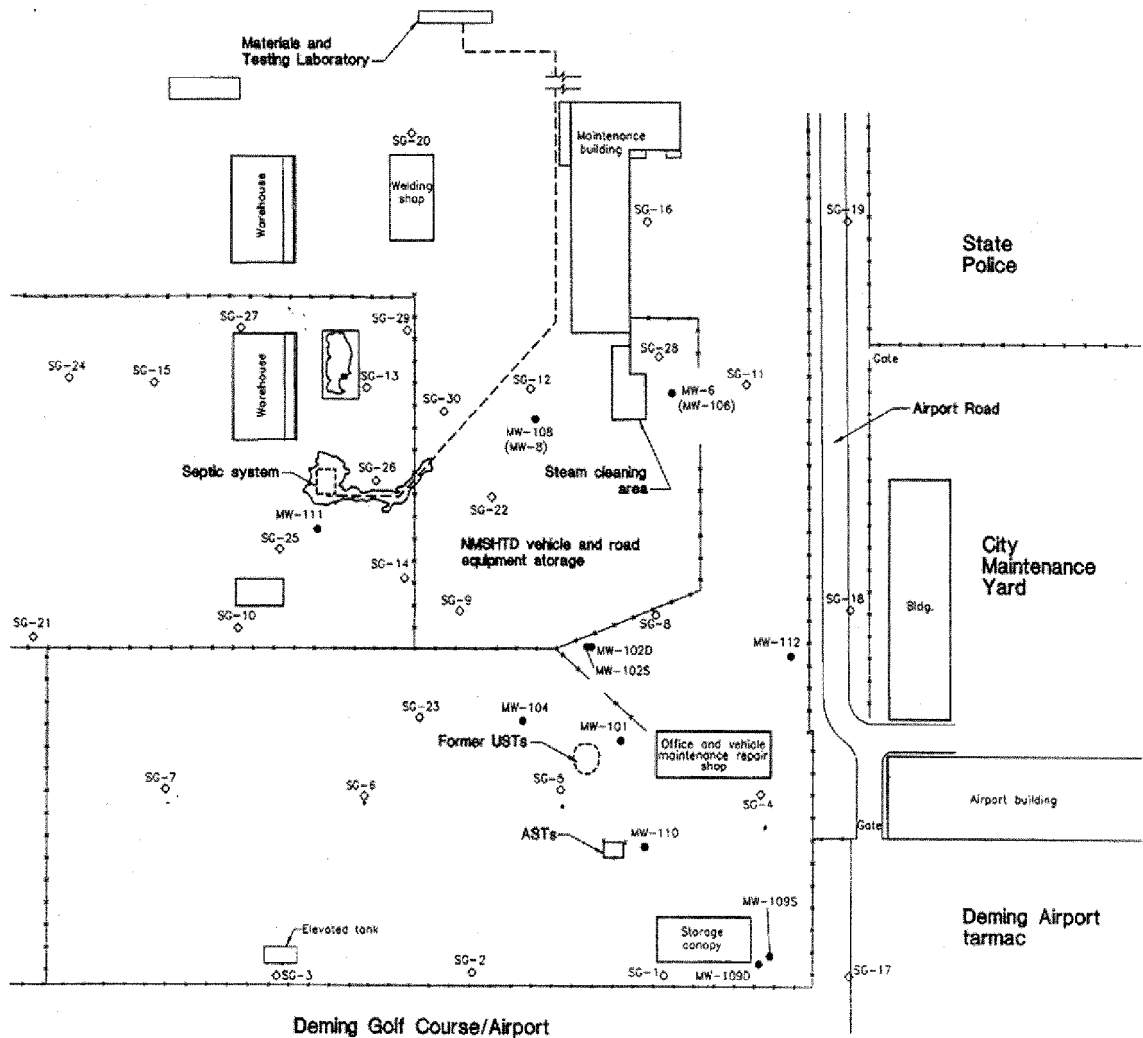 Materials and
Testing Laboratory
SG-20
Maintenance
building
Warehouse
Welding
shop
SG-16
SG-19
State
Police
SG-27
SG-29
SG-24
SG-15
SG-13
SG-12
SG-28
SG-11
Gate
Warehouse
SG-30
MW-6
(MW-106)
Airport Road
MW-108
(MW-8)
Septic system
SG-26
Steam cleaning
area
SG-22
MW-111
SG-25
NMSHTD vehicle and road
equipment storage
City
Maintenance
Yard
SG-14
SG-9
SG-8
SG-18
Bldg.
SG-21
SG-10
MW-102D
MW-102S
MW-112
SG-23
MW-104
MW-101
Former USTs
Office and vehicle
maintenance repair
shop
SG-7
SG-6
SG-5
SG-4
Airport building
Gate
ASTs
MW-110
MW-109S
Elevated tank
Storage
canopy
Deming Airport
tarmac
SG-3
SG-2
SG-1
MW-109D
SG-17
Deming Golf Course/Airport